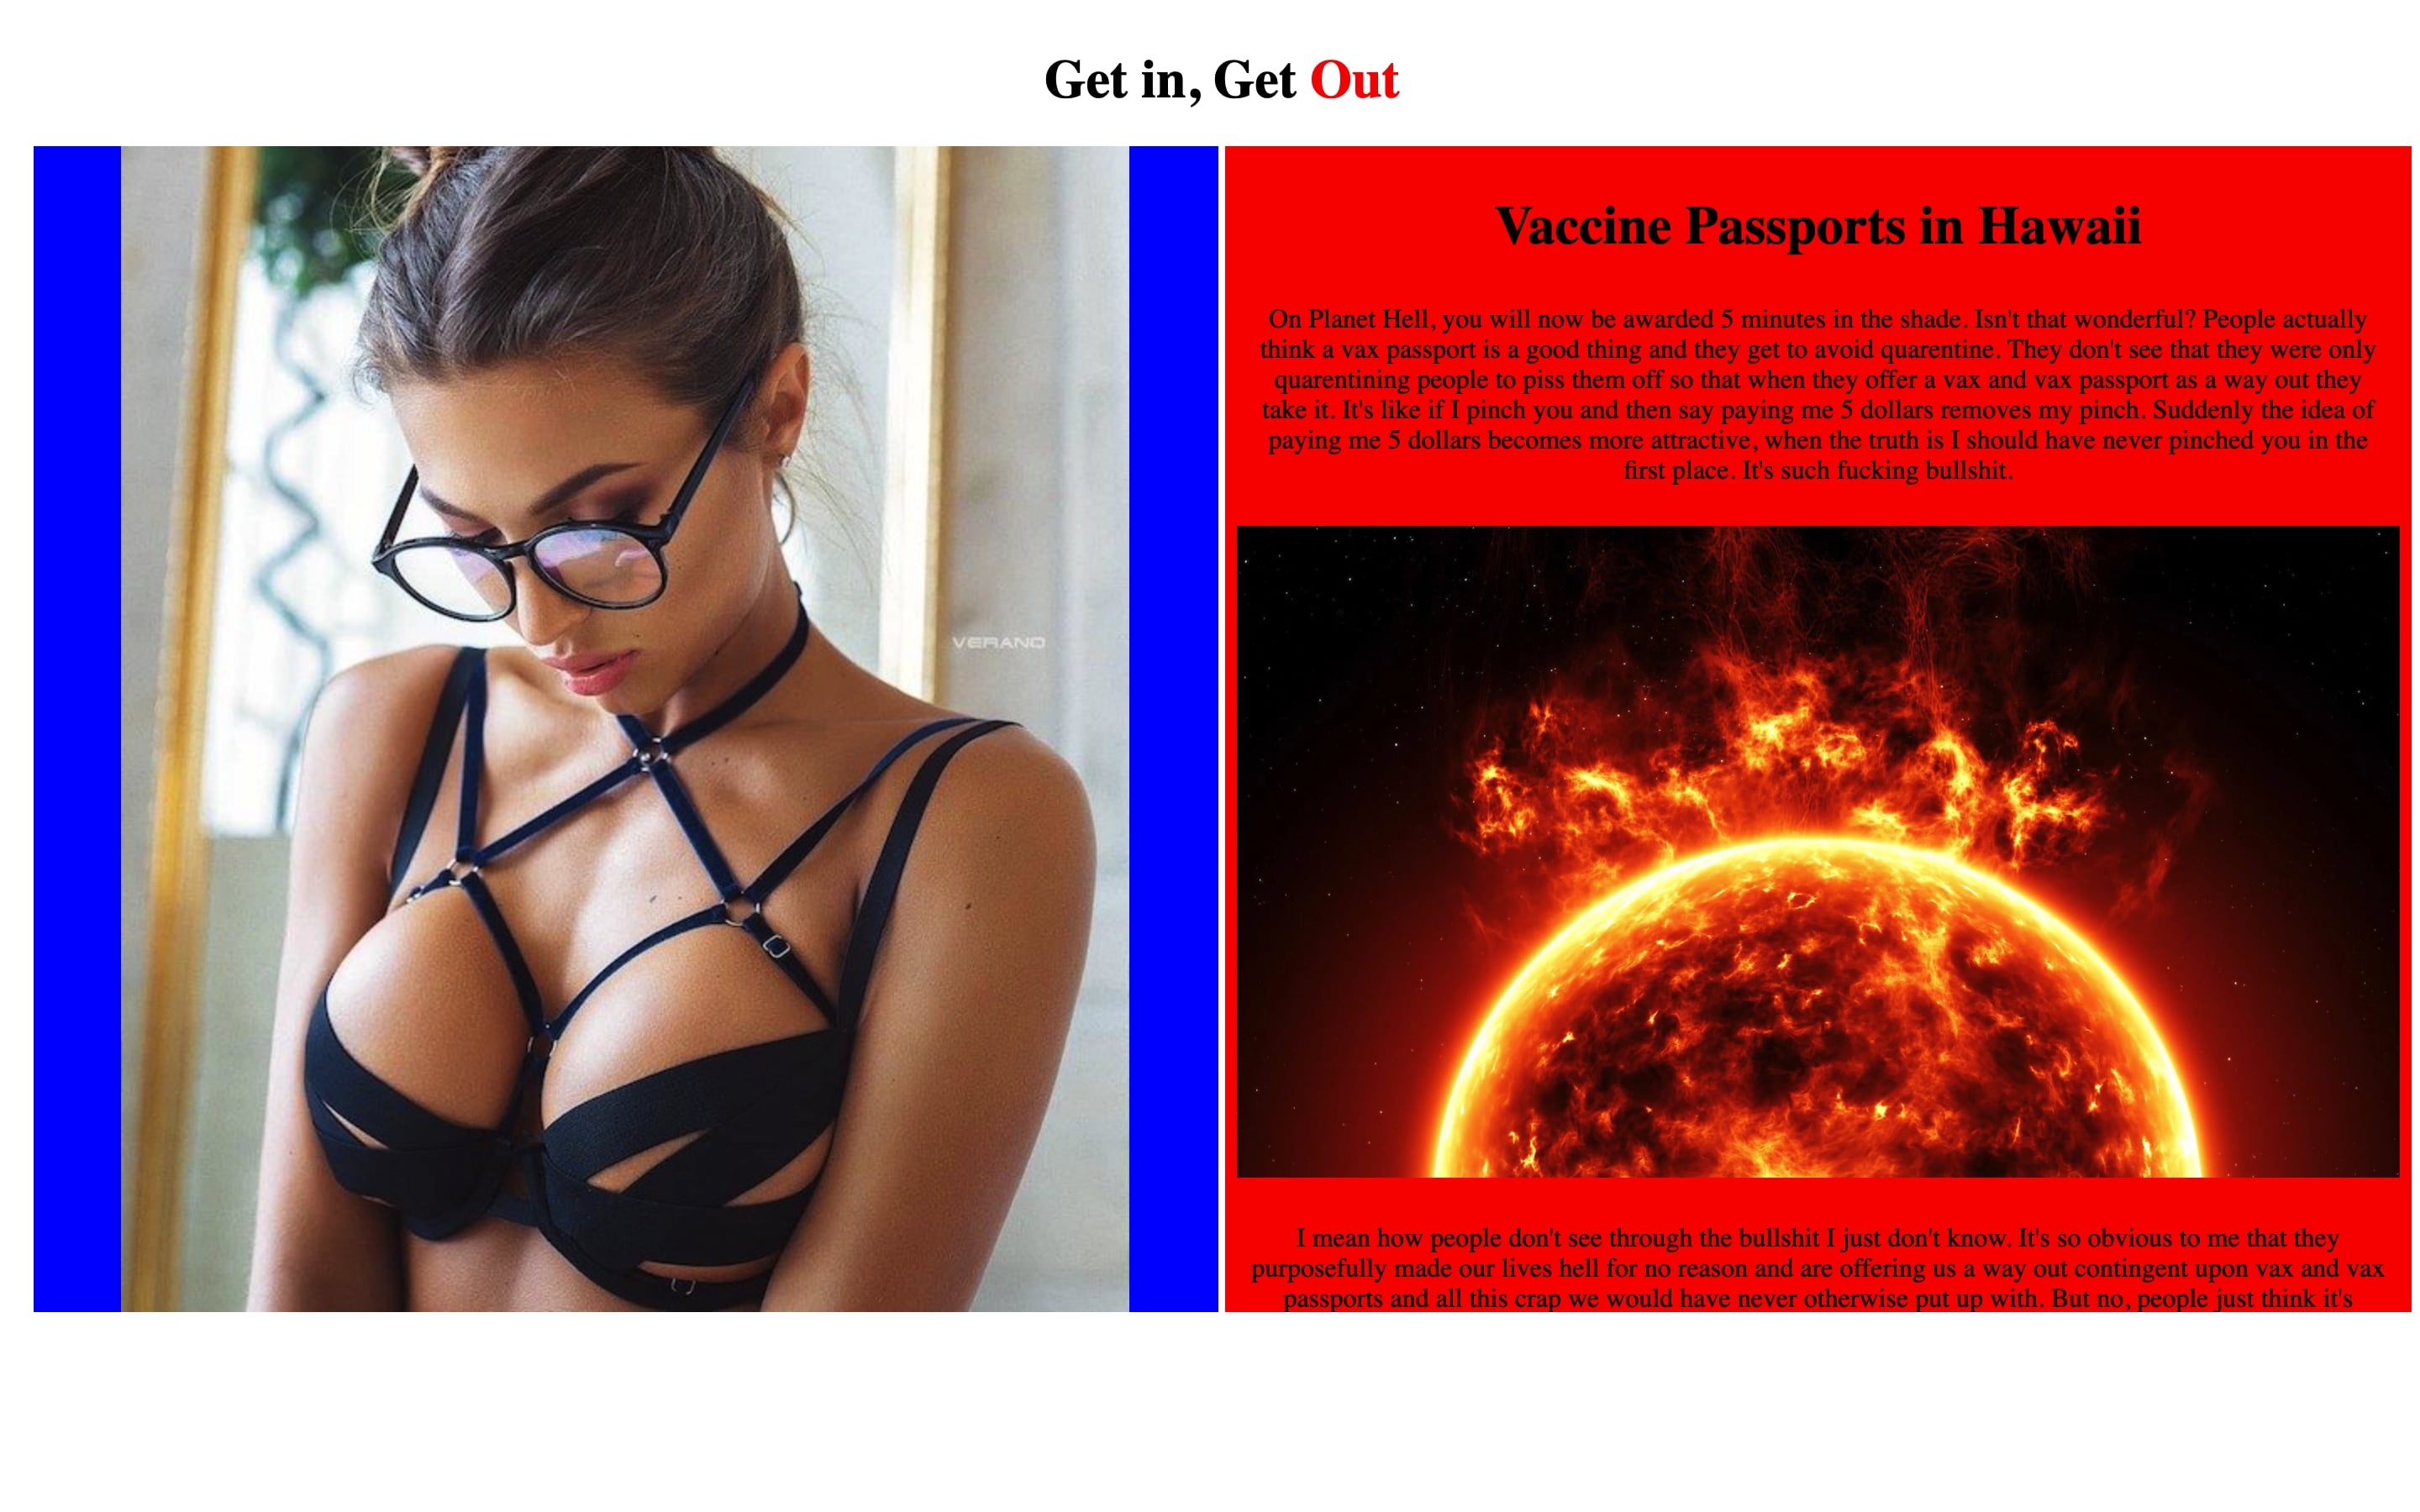 Get in, Get Out
VERANO
Vaccine Passports in Hawaii
On Planet Hell, you will now be awarded 5 minutes in the shade. Isn't that wonderful? People actually
think a vax passport is a good thing and they get to avoid quarentine. They don't see that they were only
quarentining people to piss them off so that when they offer a vax and vax passport as a way out they
take it. It's like if I pinch you and then say paying me 5 dollars removes my pinch. Suddenly the idea of
paying me 5 dollars becomes more attractive, when the truth is I should have never pinched you in the
first place. It's such fucking bullshit.
I mean how people don't see through the bullshit I just don't know. It's so obvious to me that they
purposefully made our lives hell for no reason and are offering us a way out contingent upon vax and vax
passports and all this crap we would have never otherwise put up with. But no, people just think it's